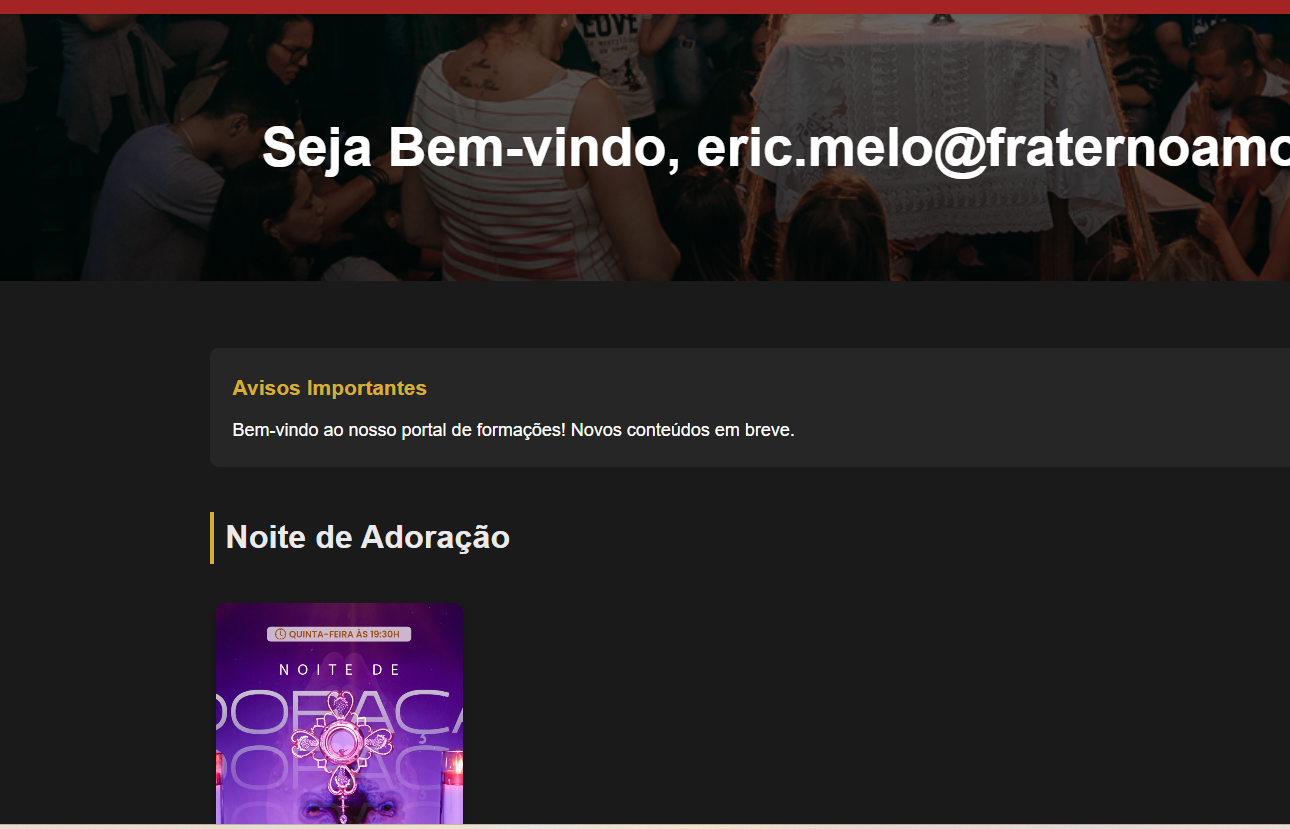 LOVE
Seja Bem-vindo, eric.melo@fraternoamo
Avisos Importantes
Bem-vindo ao nosso portal de formações! Novos conteúdos em breve.
Noite de Adoração
QUINTA-FEIRA ÀS 19:30H
NOITE DE